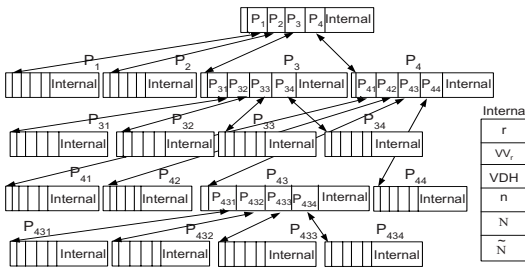 P1 P2 P3 P4 Internal
P1 P2 P3 P4
Internal Internal P31 P32 P33 P34 Internal P41 P42 P43 P44 Internal
P31 P32 P33 P34
Internal Internal Internal Internal
P41 P42 P43 P44
Internal Internal P431 P432 P433 P434 Internal Internal
P431 P432 P433 P434
Internal Internal Internal Internal
Interna
r
VVr
VDH
n
N
Ñ